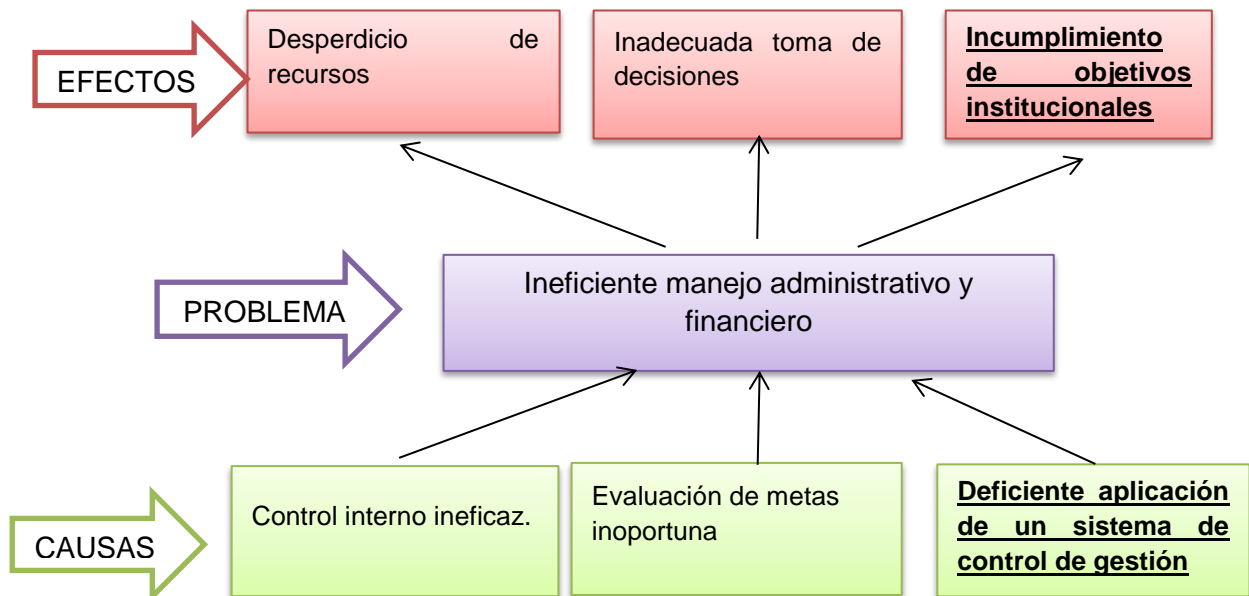 EFECTOS
Desperdicio de
recursos
Inadecuada toma de
decisiones
Incumplimiento
de objetivos
institucionales
PROBLEMA
Ineficiente manejo administrativo y
financiero
CAUSAS
Control interno ineficaz.
Evaluación de metas
inoportuna
Deficiente aplicación
de un sistema de
control de gestión